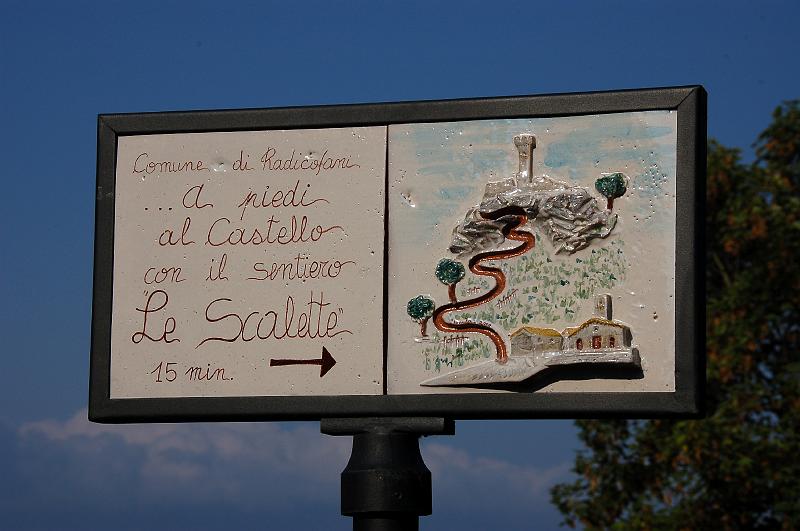 Comune di Radicofani
...a piedi
al Castello
con il sentiero
"Le Scalette"
15 min.